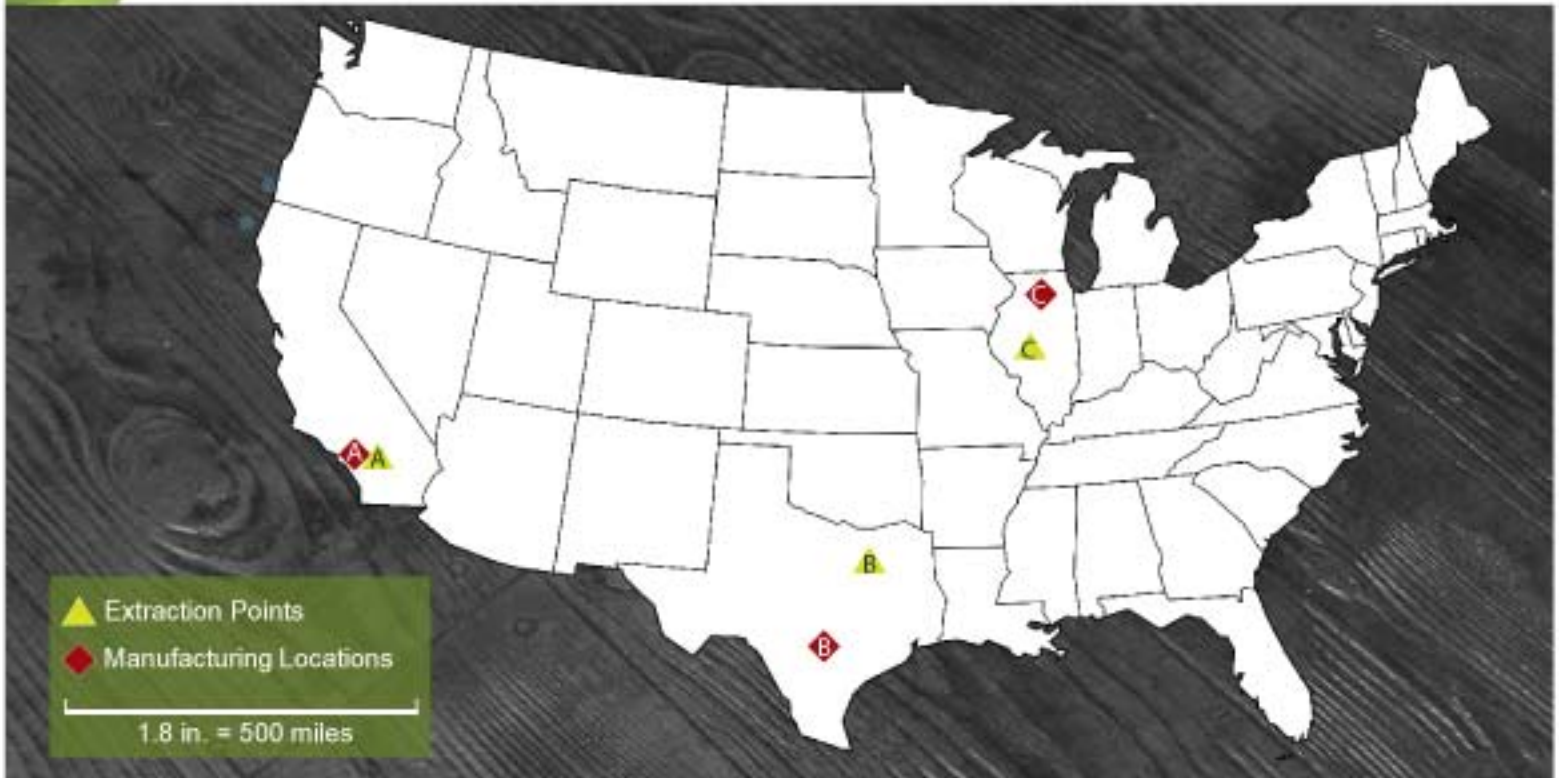 C
C
A A
B
B
Extraction Points
Manufacturing Locations
1.8 in. = 500 miles